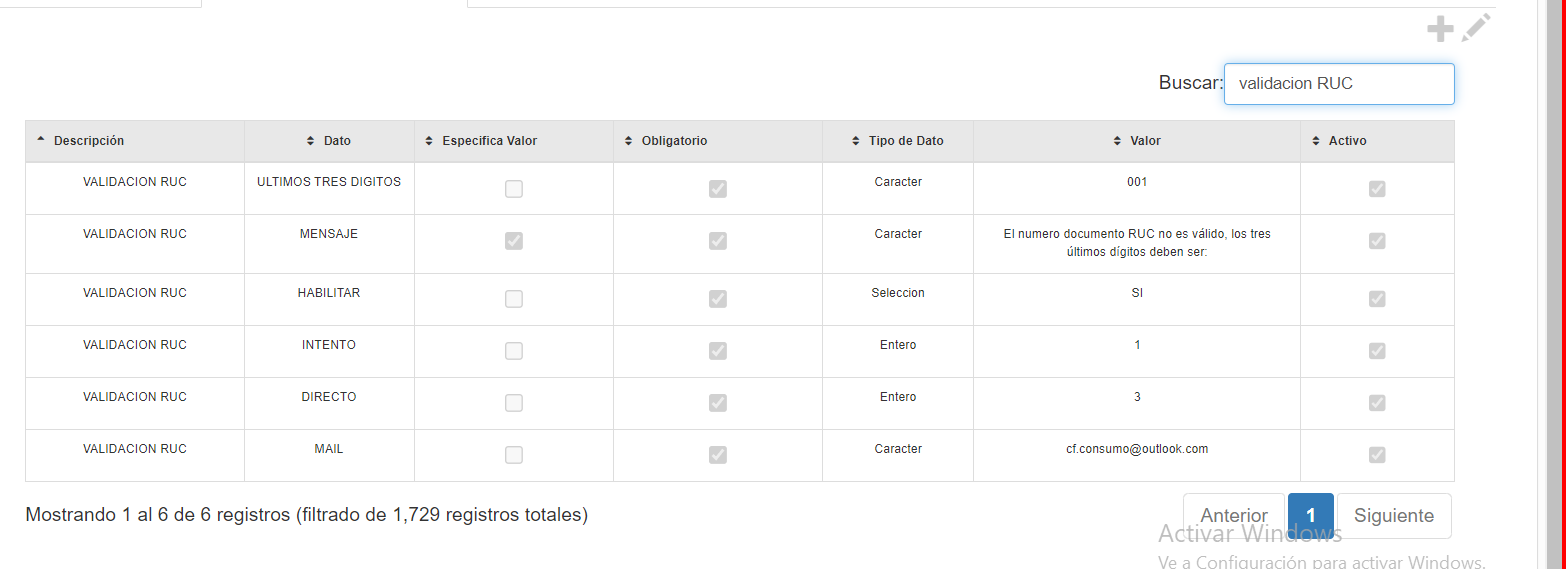 Buscar: validacion RUC
Descripción Dato Especifica Valor Obligatorio Tipo de Dato Valor Activo
VALIDACION RUC ULTIMOS TRES DIGITOS Caracter 001
VALIDACION RUC MENSAJE Caracter El numero documento RUC no es válido, los tres
últimos dígitos deben ser:
VALIDACION RUC HABILITAR Seleccion SI
VALIDACION RUC INTENTO Entero 1
VALIDACION RUC DIRECTO Entero 3
VALIDACION RUC MAIL Caracter cf.consumo@outlook.com
Mostrando 1 al 6 de 6 registros (filtrado de 1,729 registros totales)
Anterior 1 Siguiente
Activar Windows
Ve a Configuración para activar Windows.